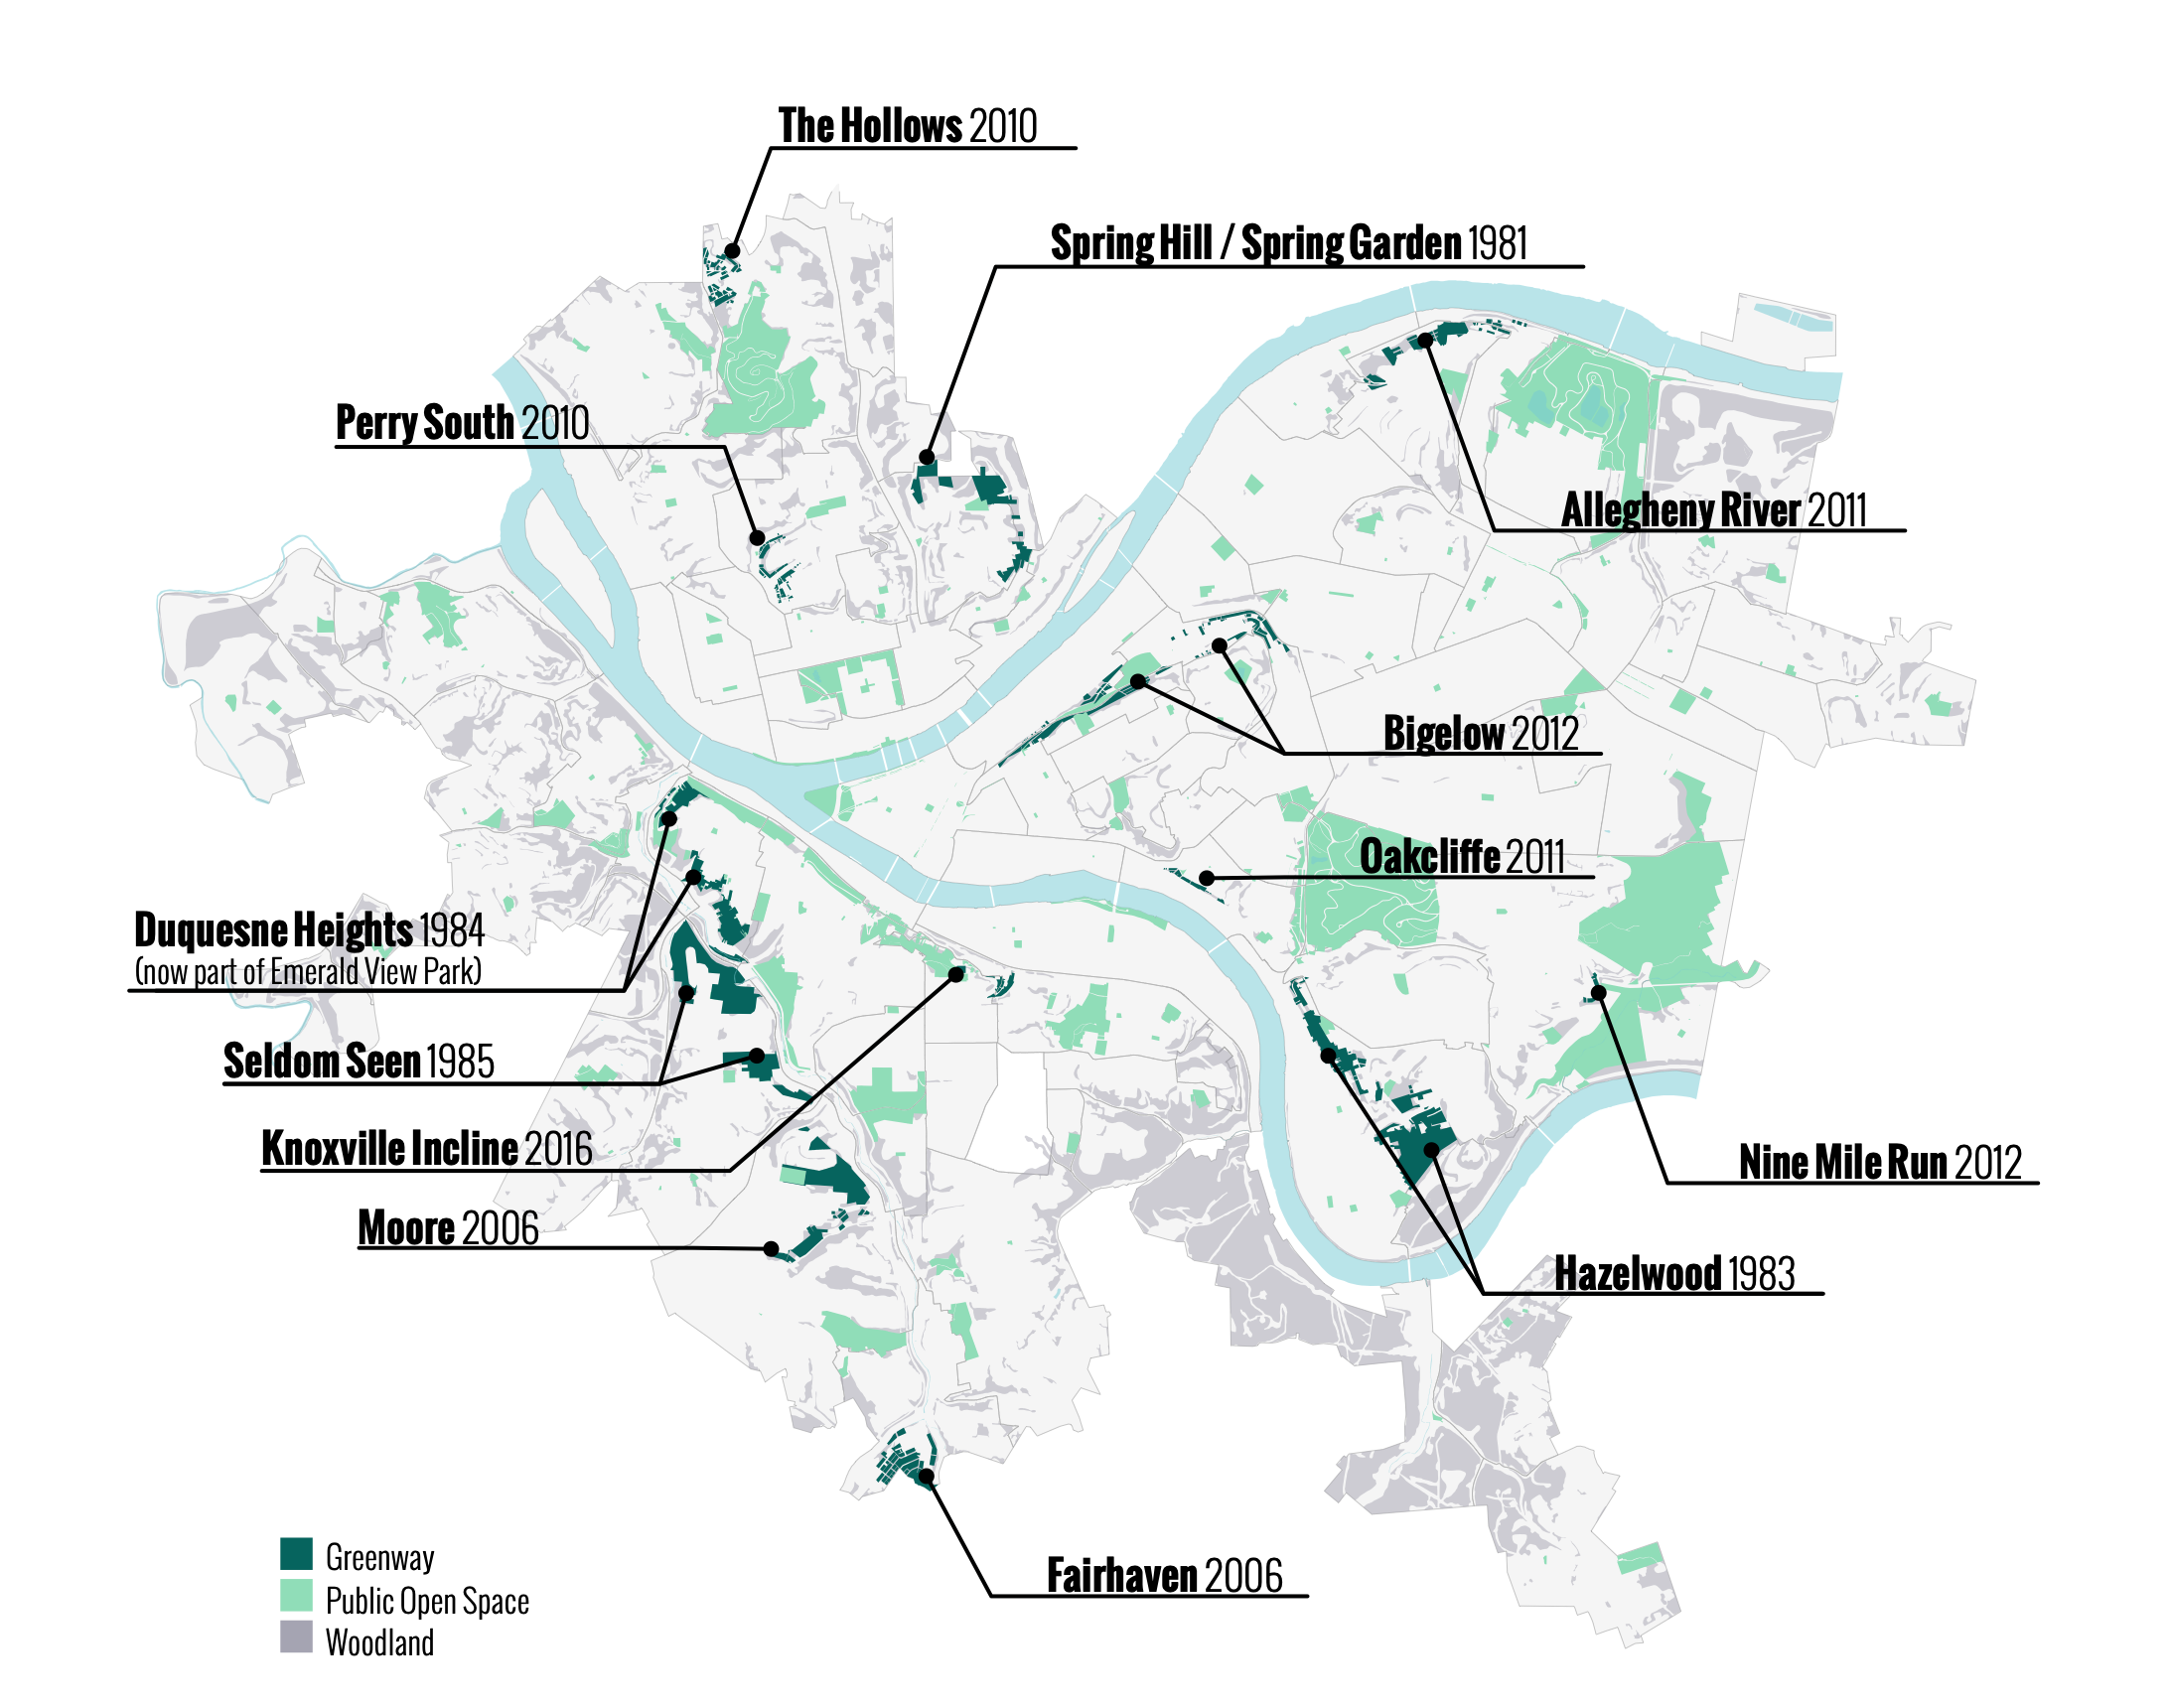 The Hollows 2010
Spring Hill / Spring Garden 1981
Perry South 2010
Allegheny River 2011
Bigelow 2012
Oakcliffe 2011
Duquesne Heights 1984
(now part of Emerald View Park)
Seldom Seen 1985
Knoxville Incline 2016
Nine Mile Run 2012
Moore 2006
Hazelwood 1983
Fairhaven 2006
Greenway
Public Open Space
Woodland